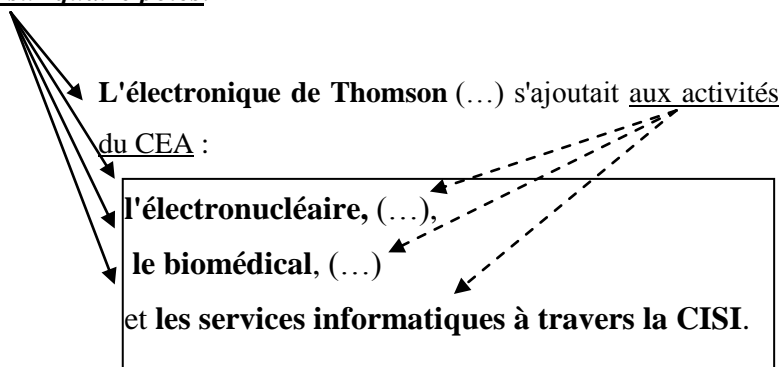 L'électronique de Thomson (…) s'ajoutait aux activités
du CEA :
l'électronucléaire, (…),
le biomédical, (…)
et les services informatiques à travers la CISI.